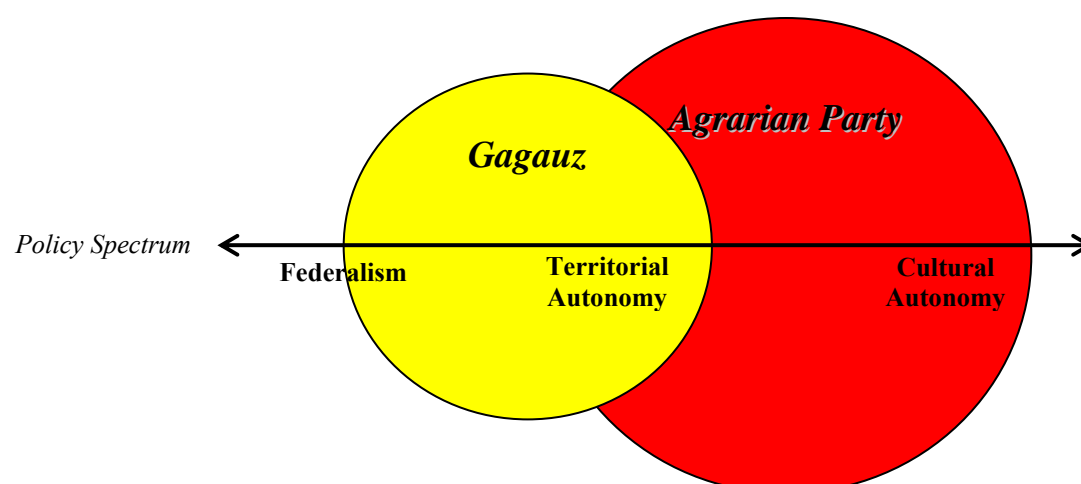 Agrarian Party
Gagauz
Policy Spectrum
Federalism
Territorial
Autonomy
Cultural
Autonomy